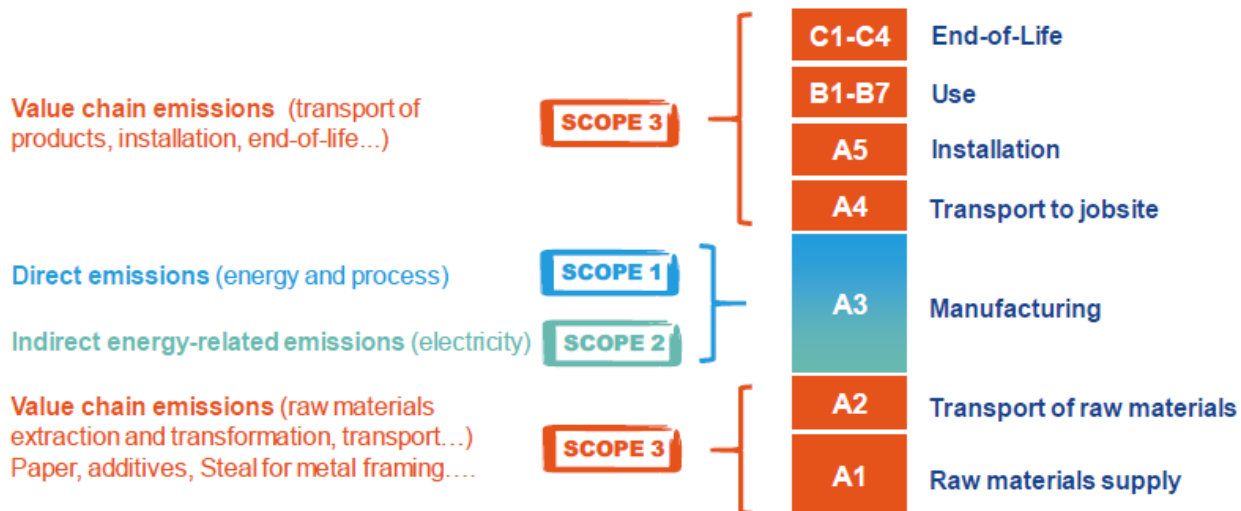 C1-C4 End-of-Life
B1-B7 Use
Value chain emissions (transport of
products, installation, end-of-life...)
SCOPE 3
A5 Installation
A4 Transport to jobsite
Direct emissions (energy and process)
SCOPE 1
A3 Manufacturing
Indirect energy-related emissions (electricity)
SCOPE 2
Value chain emissions (raw materials
extraction and transformation, transport…)
Paper, additives, Steal for metal framing….
SCOPE 3
A2 Transport of raw materials
A1 Raw materials supply